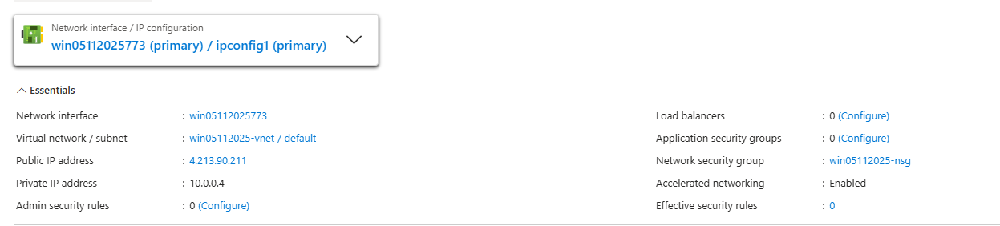 Network interface / IP configuration
win05112025773 (primary) / ipconfig1 (primary)
Essentials
Network interface : win05112025773
Virtual network / subnet : win05112025-vnet / default
Public IP address : 4.213.90.211
Private IP address : 10.0.0.4
Admin security rules : 0 (Configure)
Load balancers : 0 (Configure)
Application security groups : 0 (Configure)
Network security group : win05112025-nsg
Accelerated networking : Enabled
Effective security rules : 0